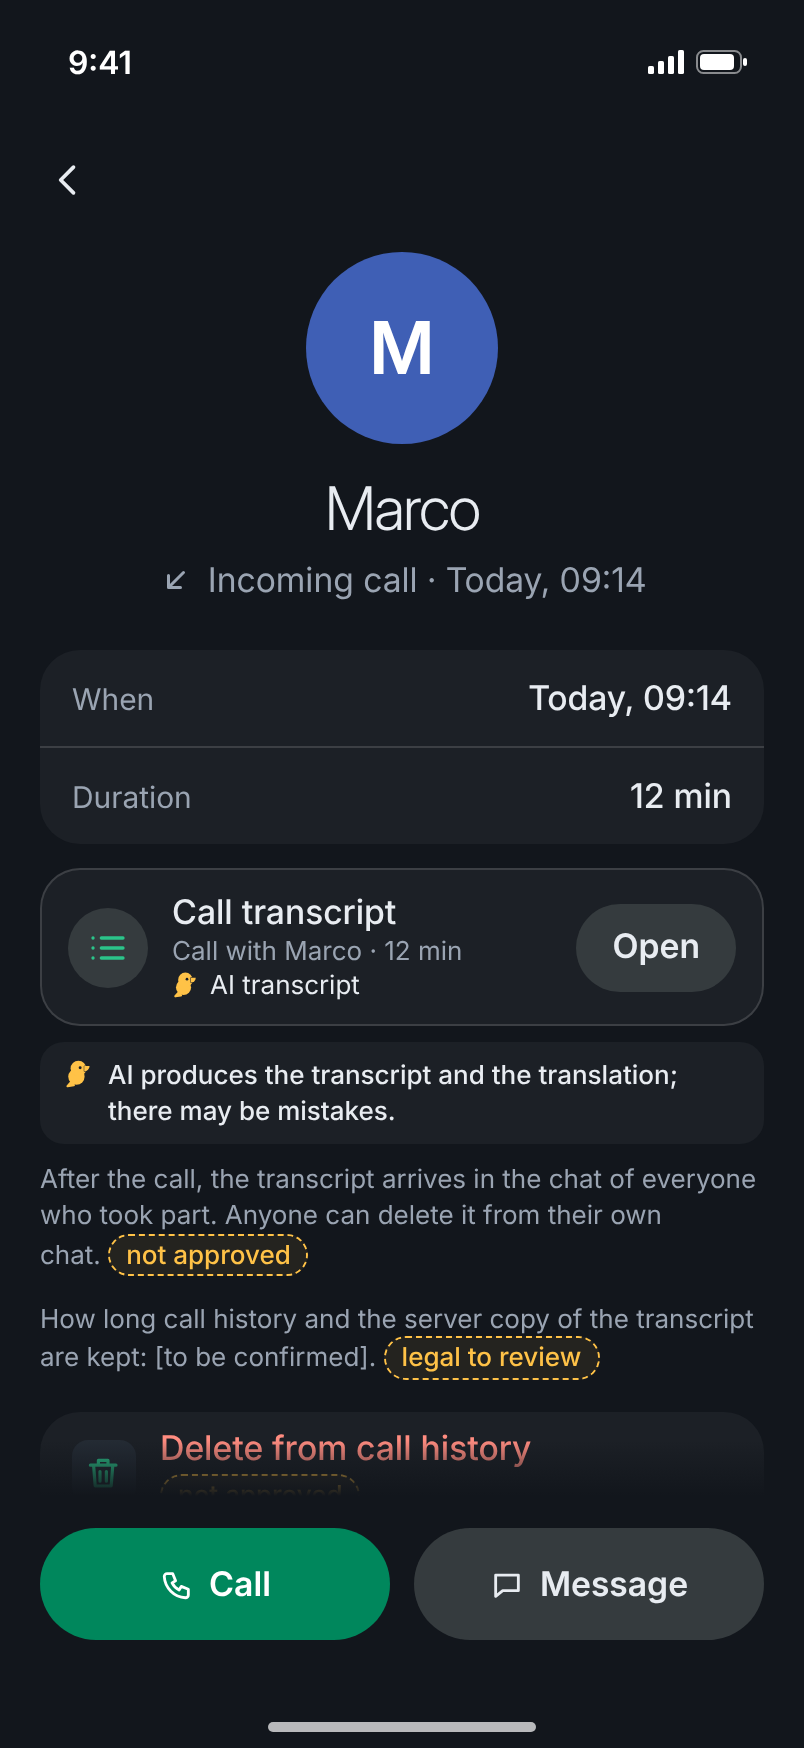 9:41
M
Marco
Incoming call · Today, 09:14
When
Today, 09:14
Duration
12 min
Call transcript
Call with Marco · 12 min
AI transcript
Open
AI produces the transcript and the translation;
there may be mistakes.
After the call, the transcript arrives in the chat of everyone
who took part. Anyone can delete it from their own
chat. not approved
How long call history and the server copy of the transcript
are kept: [to be confirmed]. legal to review
Delete from call history
not approved
Call
Message